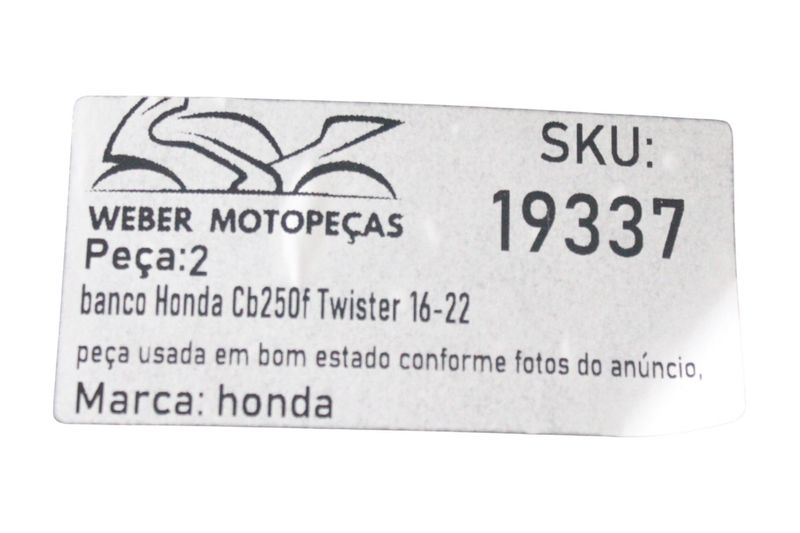 WEBER MOTOPEÇAS
SKU:
19337
Peça:2
banco Honda Cb250f Twister 16-22
peça usada em bom estado conforme fotos do anúncio,
Marca: honda